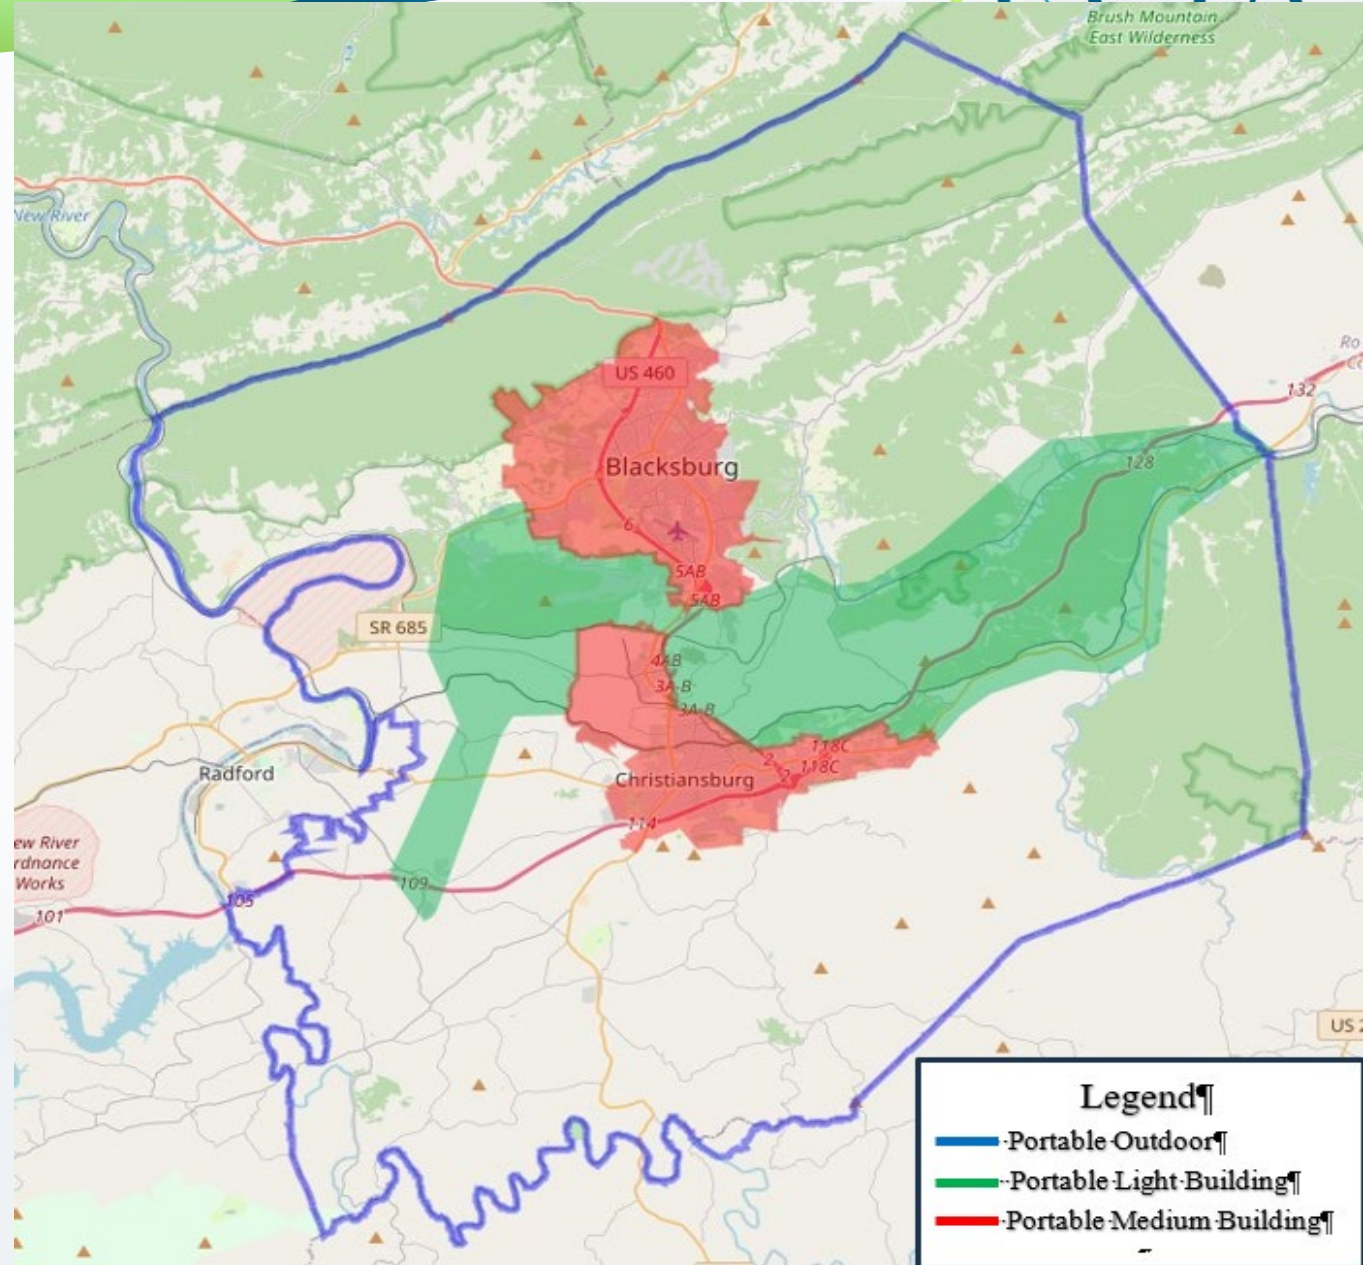 Brush Mountain
East Wilderness
New River
US 460
132
Blacksburg
128
6
5AB
5AB
SR 685
4AB
3A-B
3A-B
118C
2
118C
2
Radford
Christiansburg
114
109
105
101
ew River
rdnance
Works
Ro
US 2
Legend¶
Portable·Outdoor¶
Portable·Light·Building¶
Portable·Medium·Building¶